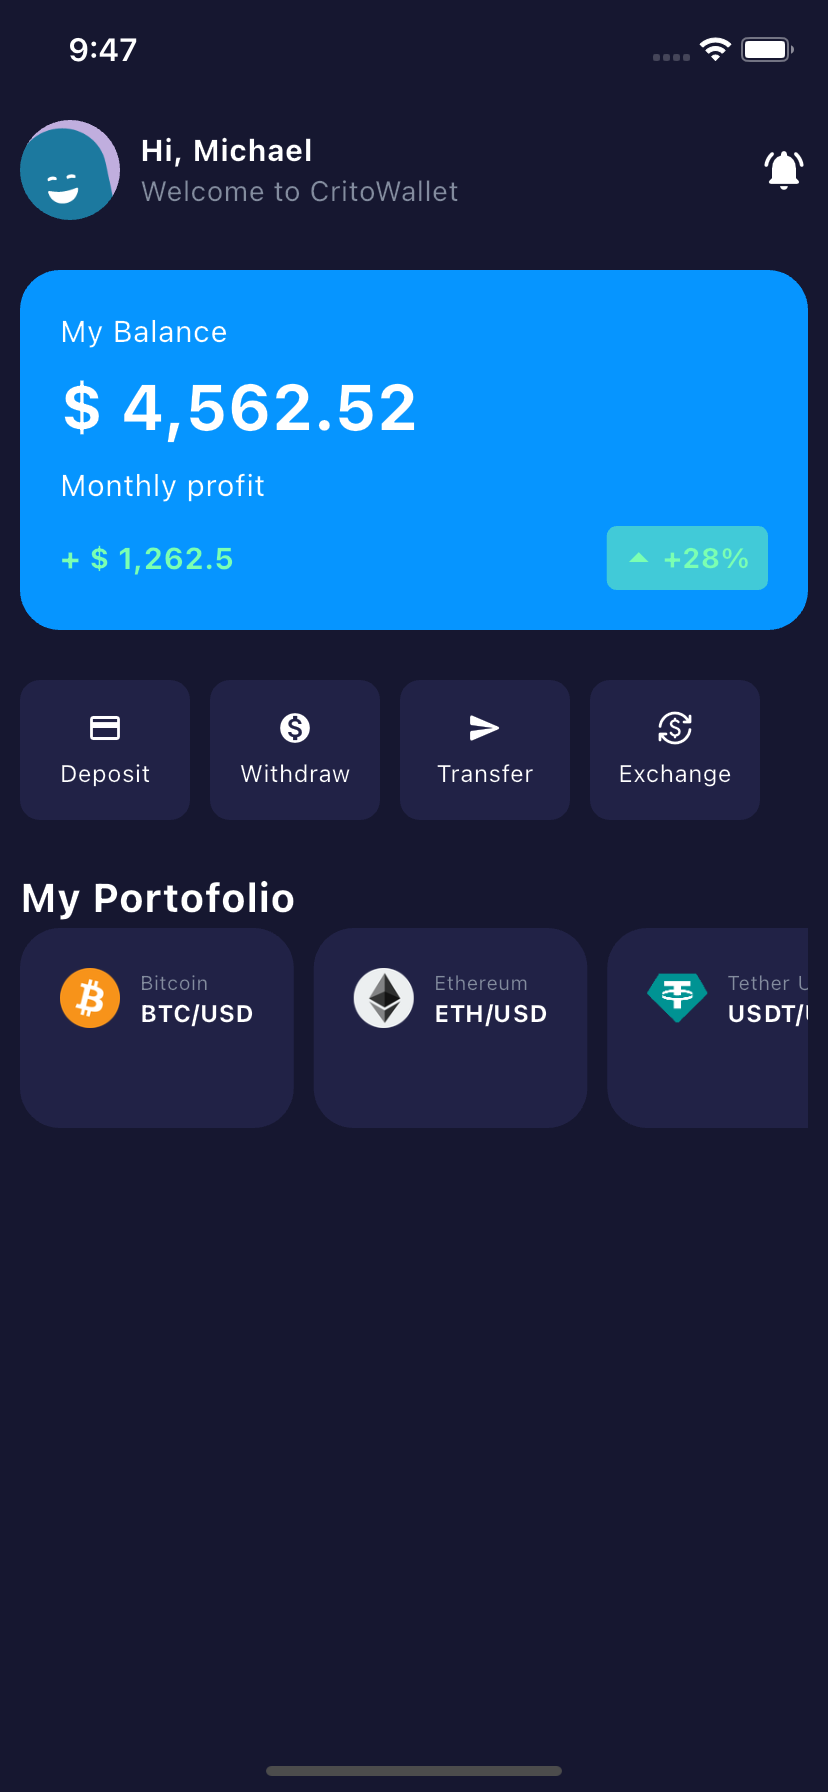 9:47
Hi, Michael
Welcome to CritoWallet
My Balance
$ 4,562.52
Monthly profit
+ $ 1,262.5
+28%
Deposit
Withdraw
Transfer
Exchange
My Portofolio
Bitcoin
BTC/USD
Ethereum
ETH/USD
Tether
USDT/